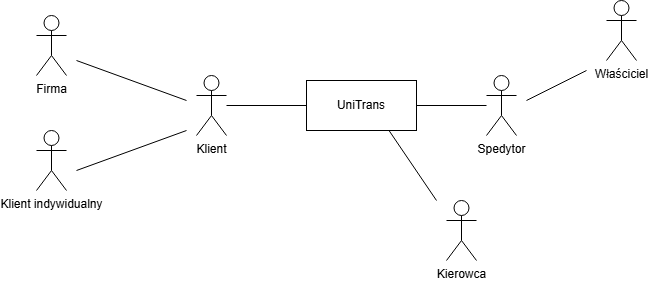 Właściciel
Firma
UniTrans
Klient
Spedytor
Klient indywidualny
Kierowca